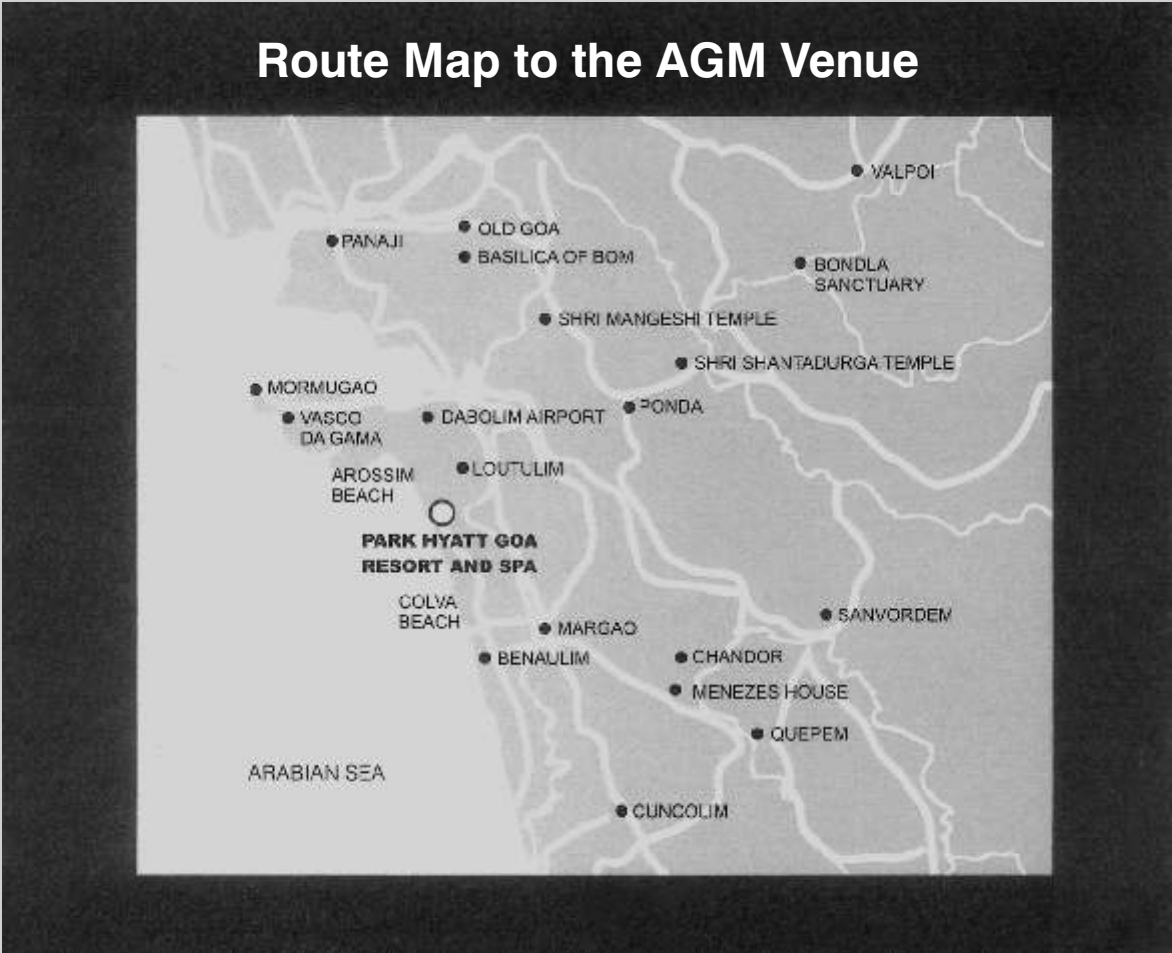 Route Map to the AGM Venue
VALPOI
OLD GOA
PANAJI
BASILICA OF BOM
BONDLA
SANCTUARY
SHRI MANGESHI TEMPLE
SHRI SHANTADURGA TEMPLE
MORMUGAO
PONDA
VASCO
DA GAMA
DABOLIM AIRPORT
AROSSIM
BEACH
LOUTULIM
PARK HYATT GOA
RESORT AND SPA
COLVA
BEACH
SANVORDEM
MARGAO
BENAULIM
CHANDOR
MENEZES HOUSE
QUEPEM
ARABIAN SEA
CUNCOLIM